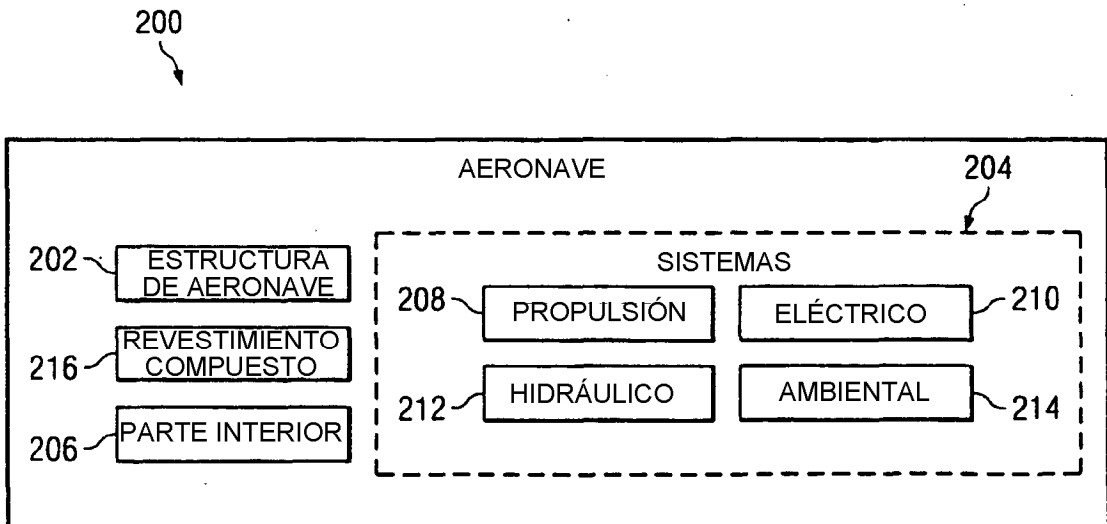 200
AERONAVE
204
202
ESTRUCTURA
DE AERONAVE
216
REVESTIMIENTO
COMPUESTO
206
PARTE INTERIOR
SISTEMAS
208
PROPULSIÓN
ELÉCTRICO
210
212
HIDRÁULICO
AMBIENTAL
214